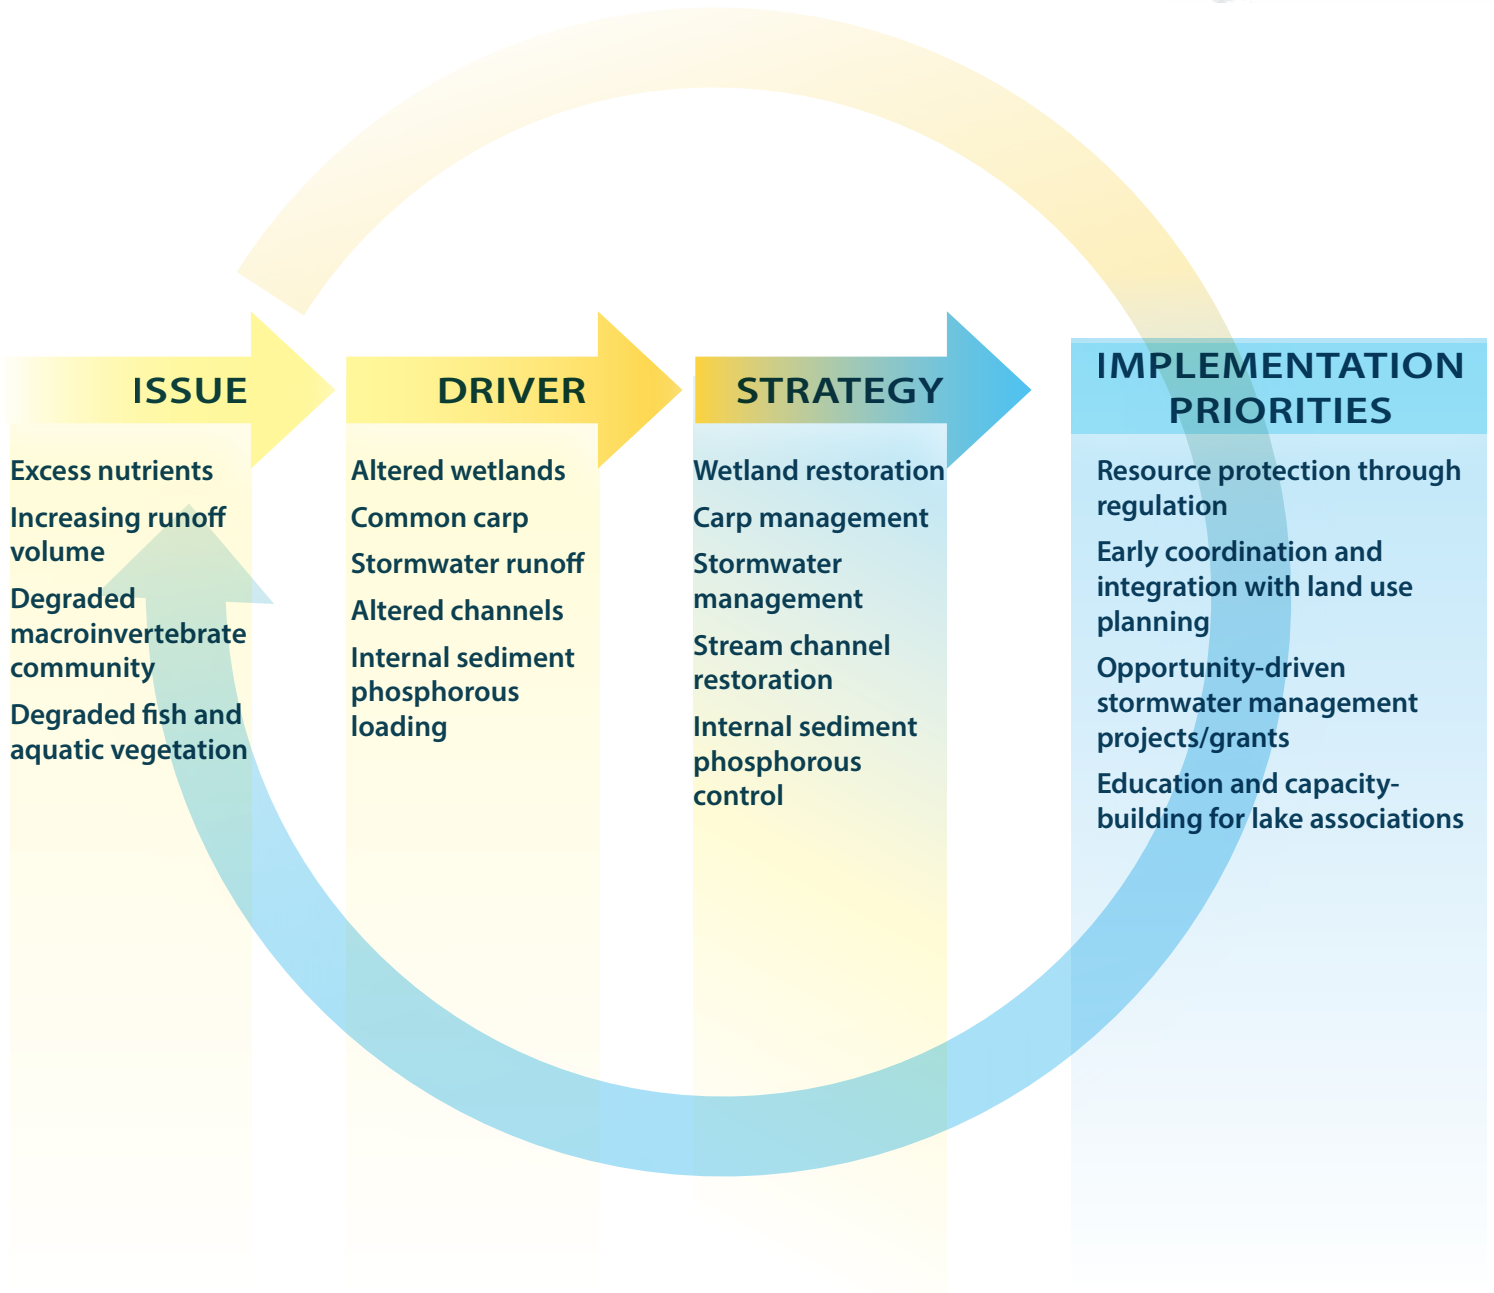 ISSUE
Excess nutrients
Increasing runoff
volume
Degraded
macroinvertebrate
community
Degraded fish and
aquatic vegetation
DRIVER
Altered wetlands
Common carp
Stormwater runoff
Altered channels
Internal sediment
phosphorous
loading
STRATEGY
Wetland restoration
Carp management
Stormwater
management
Stream channel
restoration
Internal sediment
phosphorous
control
IMPLEMENTATION
PRIORITIES
Resource protection through
regulation
Early coordination and
integration with land use
planning
Opportunity-driven
stormwater management
projects/grants
Education and capacity-
building for lake associations